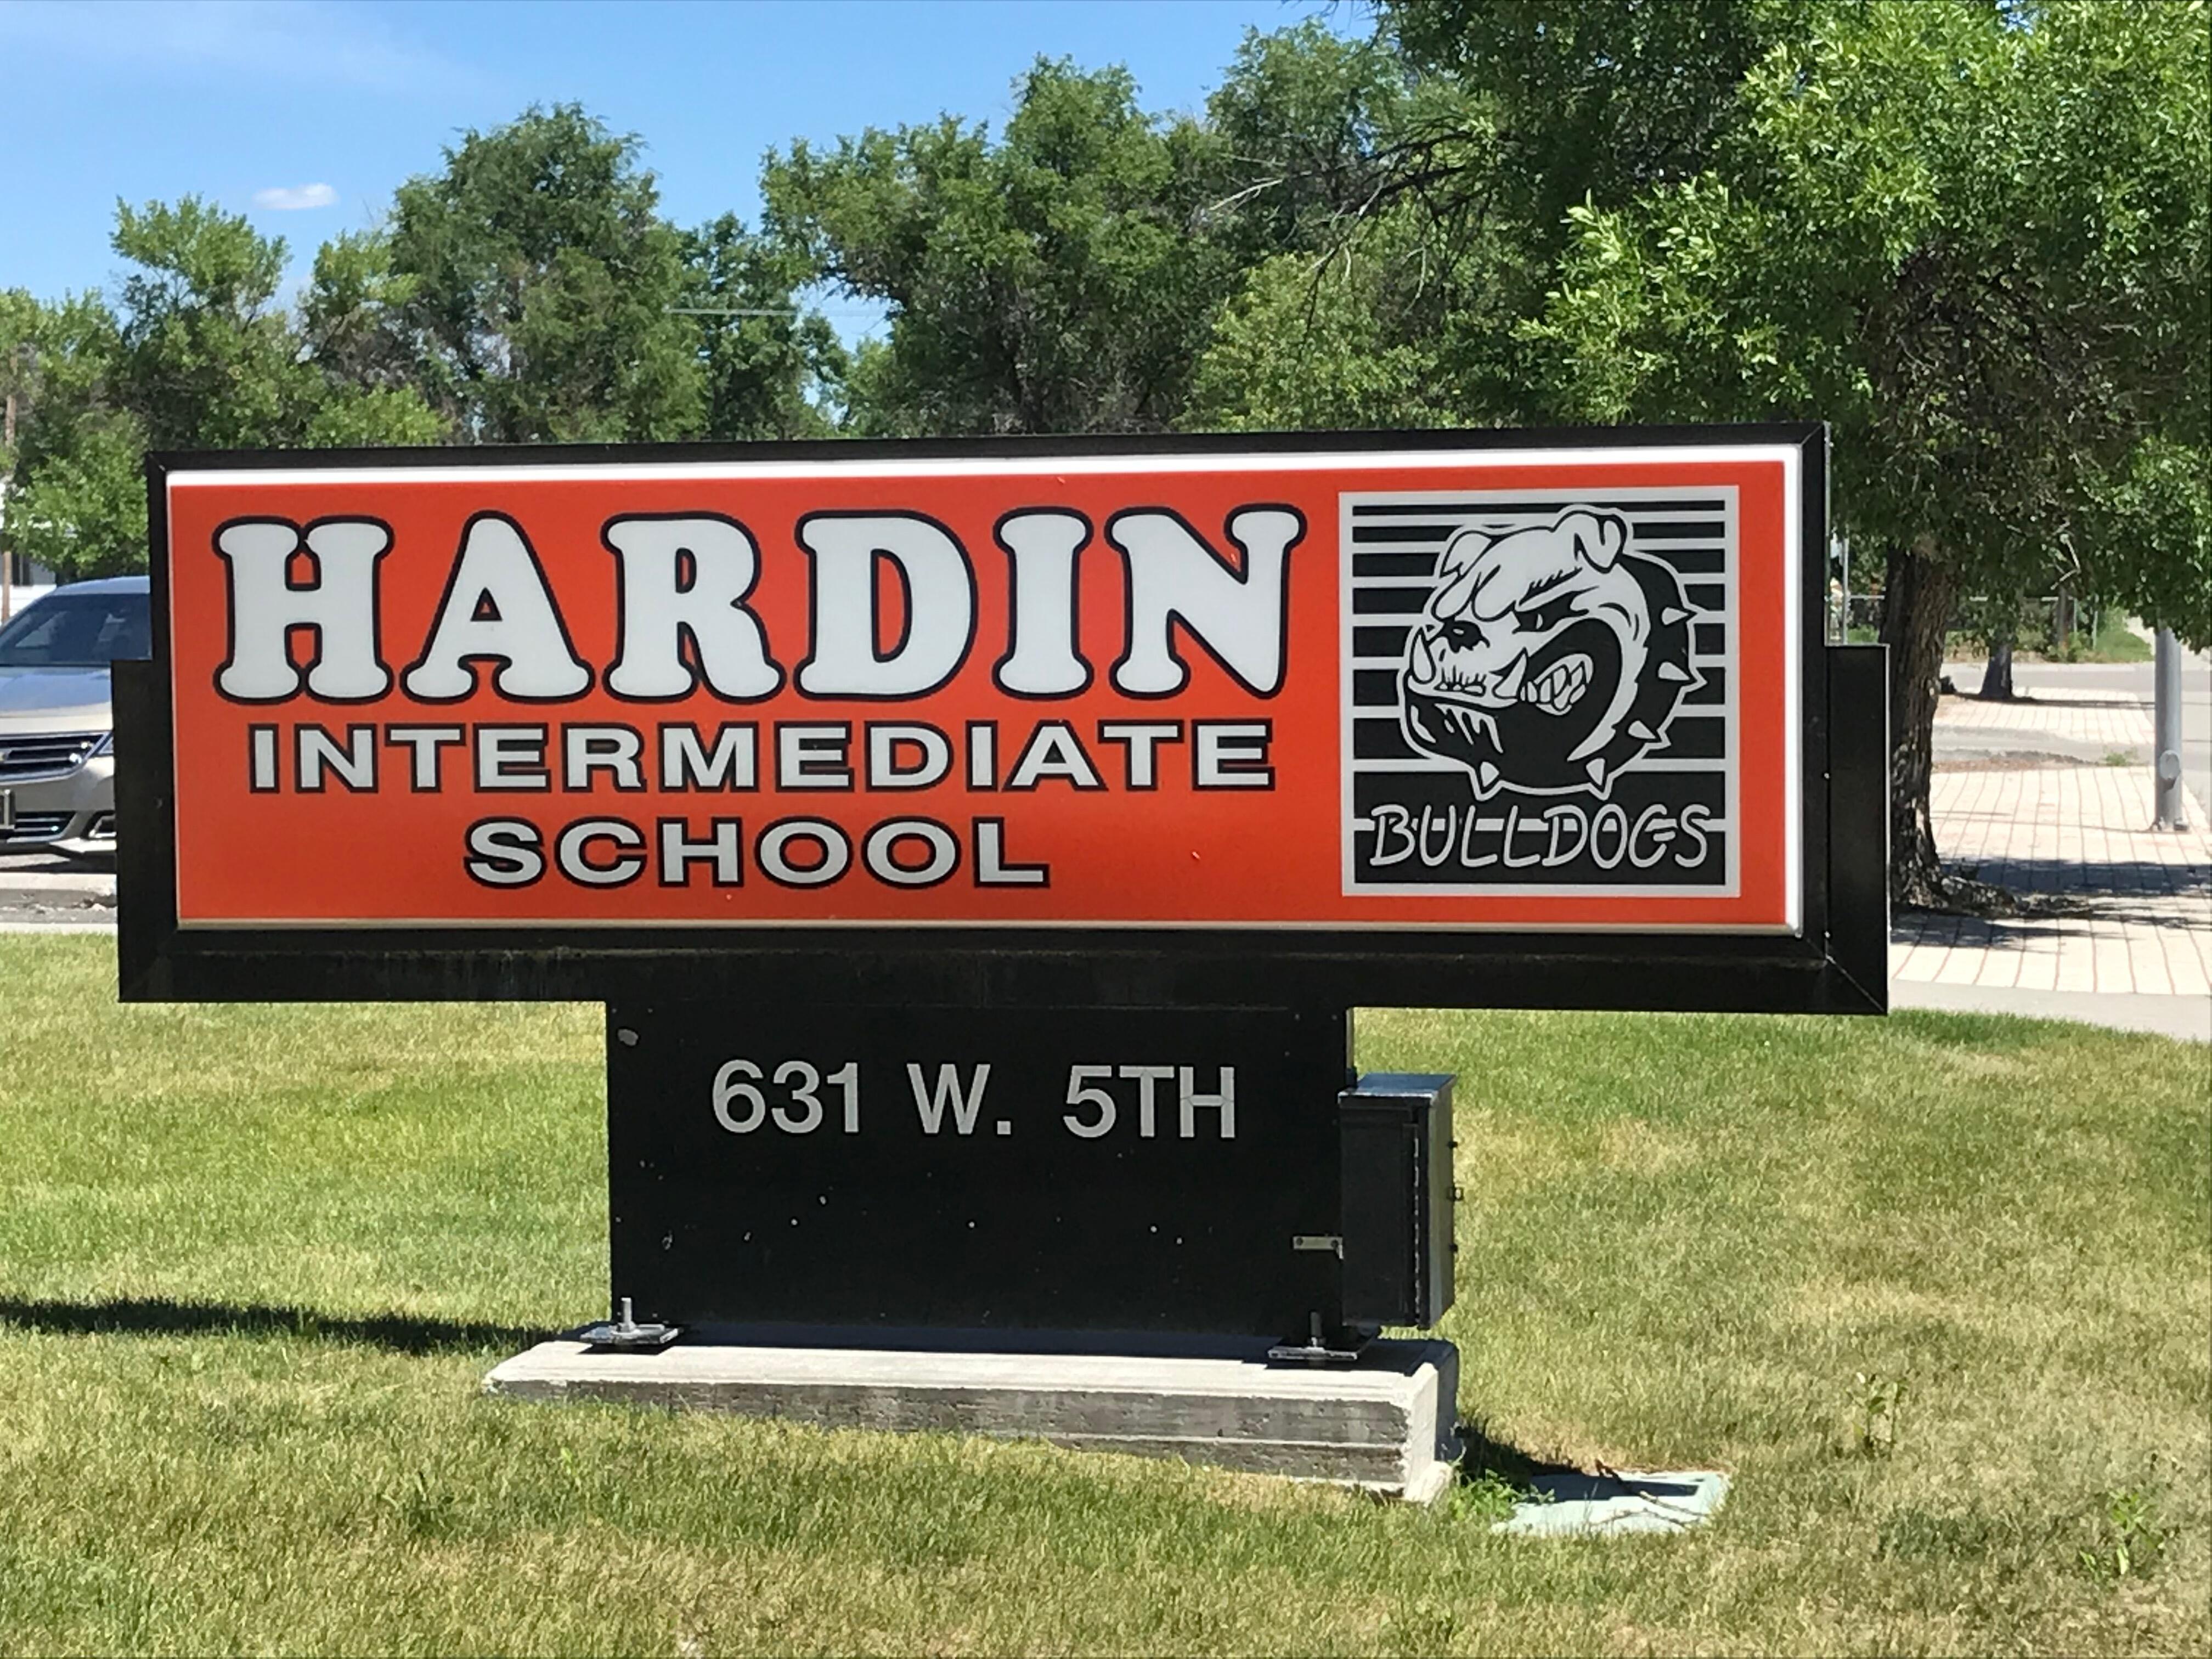 HARDIN
INTERMEDIATE
SCHOOL
BULLDOGS
631 W. 5TH